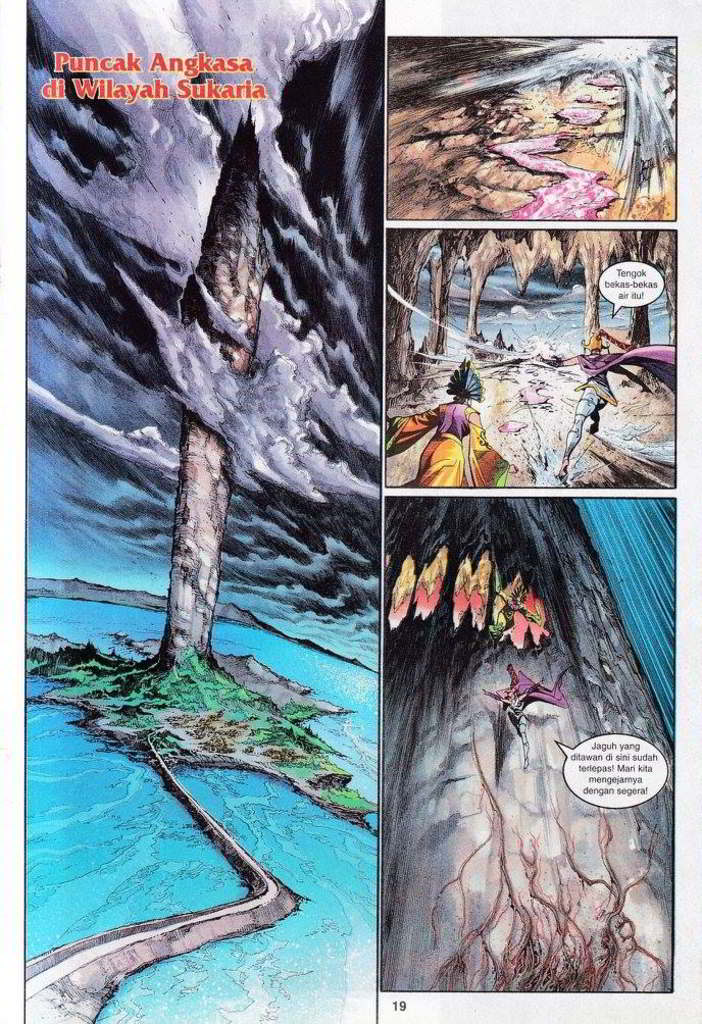 Puncak Angkasa
di Wilayah Sukaria
Tengok
bekas-bekas
air itu!
Jaguh yang
ditawan di sini sudah
terlepas! Mari kita
mengejarnya
dengan segera!
19